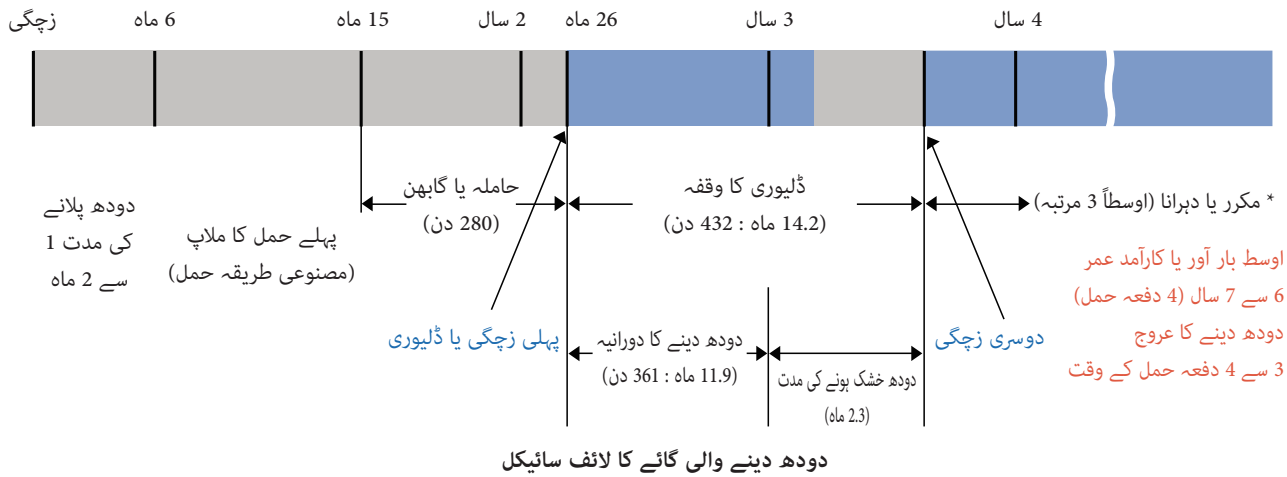 زچگی
6 ماہ
15 ماہ
2 سال
26 ماہ
3 سال
4 سال
دودھ پلانے
کی مدت 1
سے 2 ماہ
پہلے حمل کا ملاپ
(مصنوعی طریقہ حمل)
حاملہ یا گابھن
(280 دن)
ڈلیوری کا وقفہ
(14.2 ماہ : 432 دن)
* مکرر یا دہرانا (اوسطاً 3 مرتبہ)
اوسط بار آور یا کارآمد عمر
6 سے 7 سال (4 دفعہ حمل)
دودھ دینے کا عروج
3 سے 4 دفعہ حمل کے وقت
پہلی زچگی یا ڈلیوری
دودھ دینے کا دورانیہ
(11.9 ماہ : 361 دن)
دودھ خشک ہونے کی مدت
(2.3 ماہ)
دوسری زچگی
دودھ دینے والی گائے کا لائف سائیکل